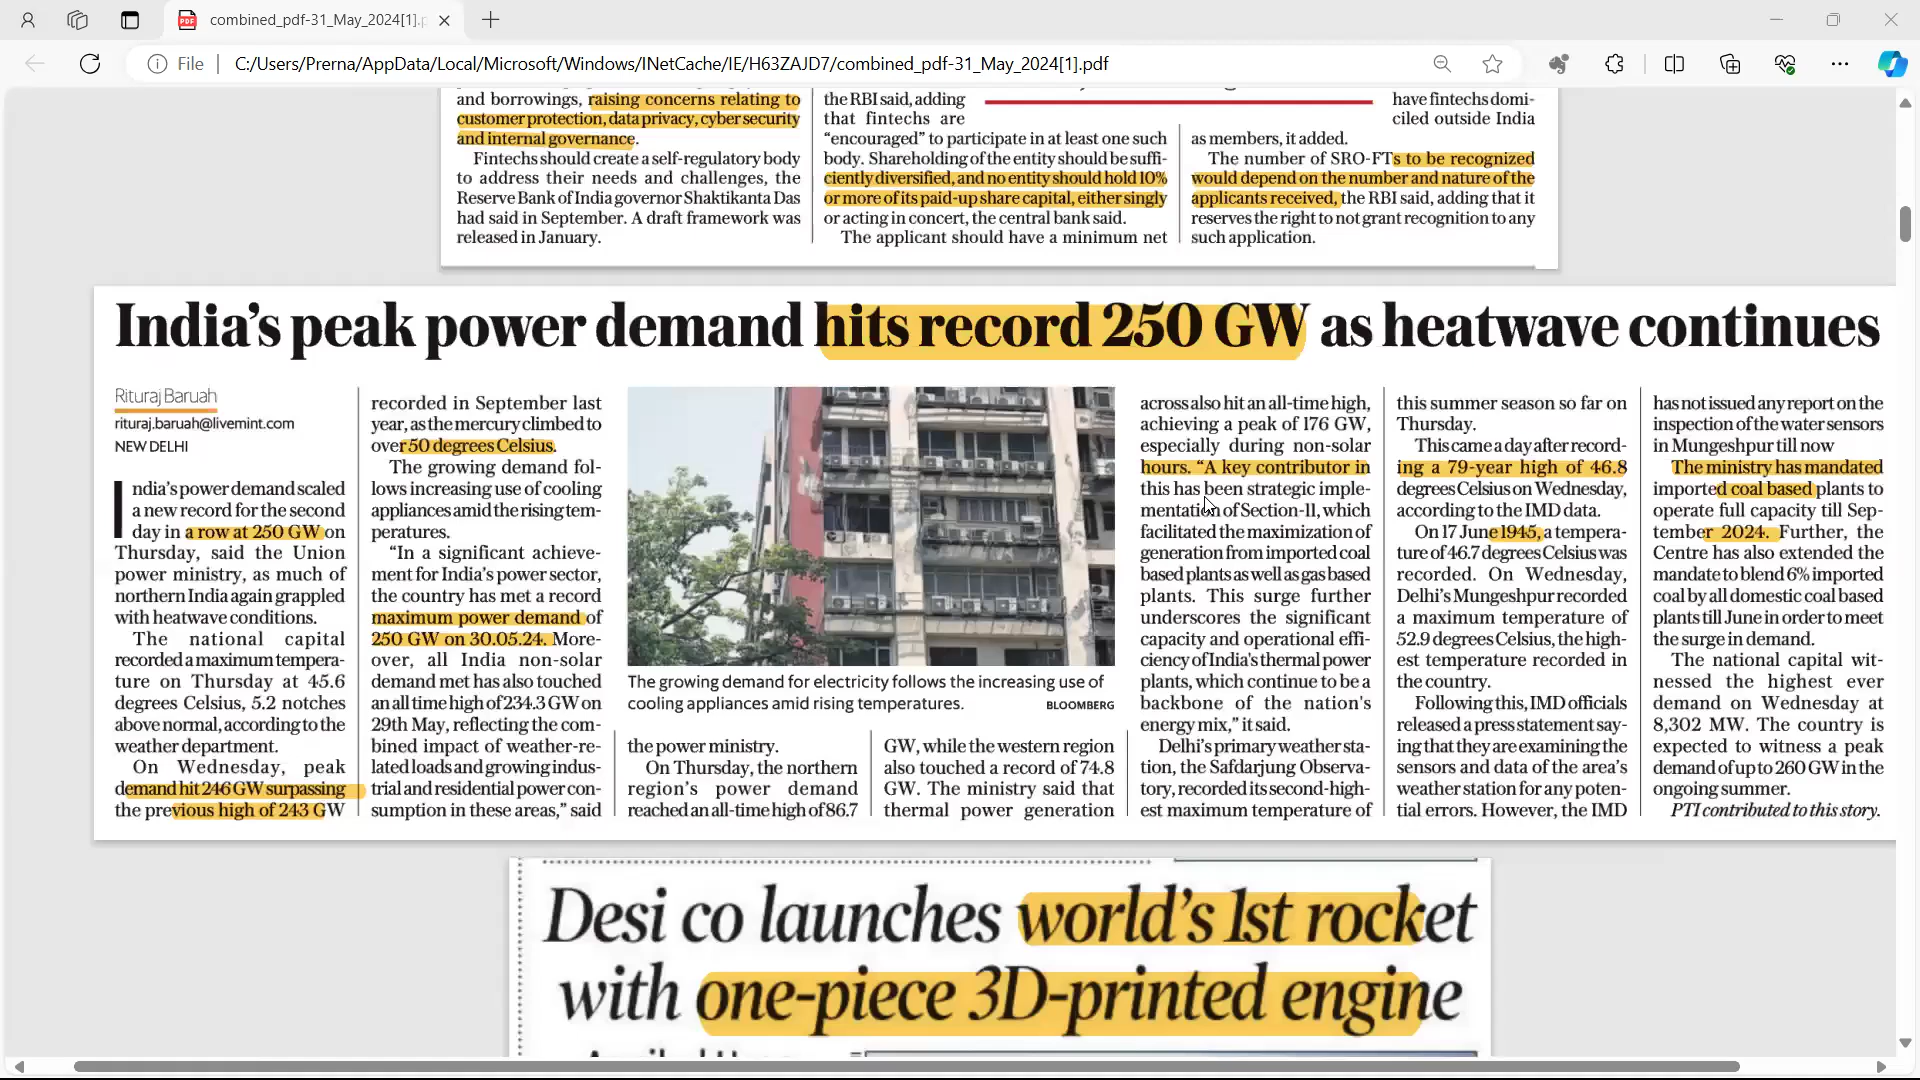 combined_pdf-31_May_2024[1].p
File
C:/Users/Prerna/AppData/Local/Microsoft/Windows/INetCache/IE/H63ZAJD7/combined_pdf-31_May_2024[1].pdf
and borrowings, raising concerns relating to
customer protection, data privacy, cyber security
and internal governance.
Fintechs should create a self-regulatory body
to address their needs and challenges, the
Reserve Bank of India governor Shaktikanta Das
had said in September. A draft framework was
released in January.
the RBI said, adding
that fintechs are
“encouraged” to participate in at least one such
body. Shareholding of the entity should be suffi-
ciently diversified, and no entity should hold 10%
or more of its paid-up share capital, either singly
or acting in concert, the central bank said.
The applicant should have a minimum net
have fintechs domi-
ciled outside India
as members, it added.
The number of SRO-FTs to be recognized
would depend on the number and nature of the
applicants received, the RBI said, adding that it
reserves the right to not grant recognition to any
such application.
India’s peak power demand hits record 250 GW as heatwave continues
Rituraj Baruah
rituraj.baruah@livemint.com
NEW DELHI
India’s power demand scaled
a new record for the second
day in a row at 250 GW on
Thursday, said the Union
power ministry, as much of
northern India again grappled
with heatwave conditions.
The national capital
recorded a maximum tempera-
ture on Thursday at 45.6
degrees Celsius, 5.2 notches
above normal, according to the
weather department.
On Wednesday, peak
demand hit 246 GW surpassing
the previous high of 243 GW
recorded in September last
year, as the mercury climbed to
over 50 degrees Celsius.
The growing demand fol-
lows increasing use of cooling
appliances amid the rising tem-
peratures.
“In a significant achieve-
ment for India’s power sector,
the country has met a record
maximum power demand of
250 GW on 30.05.24. More-
over, all India non-solar
demand met has also touched
an all time high of 234.3 GW on
29th May, reflecting the com-
bined impact of weather-re-
lated loads and growing indus-
trial and residential power con-
sumption in these areas,” said
The growing demand for electricity follows the increasing use of
cooling appliances amid rising temperatures.
BLOOMBERG
the power ministry.
On Thursday, the northern
region’s power demand
reached an all-time high of 86.7
GW, while the western region
also touched a record of 74.8
GW. The ministry said that
thermal power generation
across also hit an all-time high,
achieving a peak of 176 GW,
especially during non-solar
hours. “A key contributor in
this has been strategic imple-
mentation of Section-11, which
facilitated the maximization of
generation from imported coal
based plants as well as gas based
plants. This surge further
underscores the significant
capacity and operational effi-
ciency of India's thermal power
plants, which continue to be a
backbone of the nation's
energy mix,” it said.
Delhi’s primary weather sta-
tion, the Safdarjung Observa-
tory, recorded its second-high-
est maximum temperature of
this summer season so far on
Thursday.
This came a day after record-
ing a 79-year high of 46.8
degrees Celsius on Wednesday,
according to the IMD data.
On 17 June 1945, a tempera-
ture of 46.7 degrees Celsius was
recorded. On Wednesday,
Delhi’s Mungeshpur recorded
a maximum temperature of
52.9 degrees Celsius, the high-
est temperature recorded in
the country.
Following this, IMD officials
released a press statement say-
ing that they are examining the
sensors and data of the area’s
weather station for any poten-
tial errors. However, the IMD
has not issued any report on the
inspection of the water sensors
in Mungeshpur till now
The ministry has mandated
imported coal based plants to
operate full capacity till Sep-
tember 2024. Further, the
Centre has also extended the
mandate to blend 6% imported
coal by all domestic coal based
plants till June in order to meet
the surge in demand.
The national capital wit-
nessed the highest ever
demand on Wednesday at
8,302 MW. The country is
expected to witness a peak
demand of up to 260 GW in the
ongoing summer.
PTI contributed to this story.
Desi co launches world’s 1st rocket
with one-piece 3D-printed engine